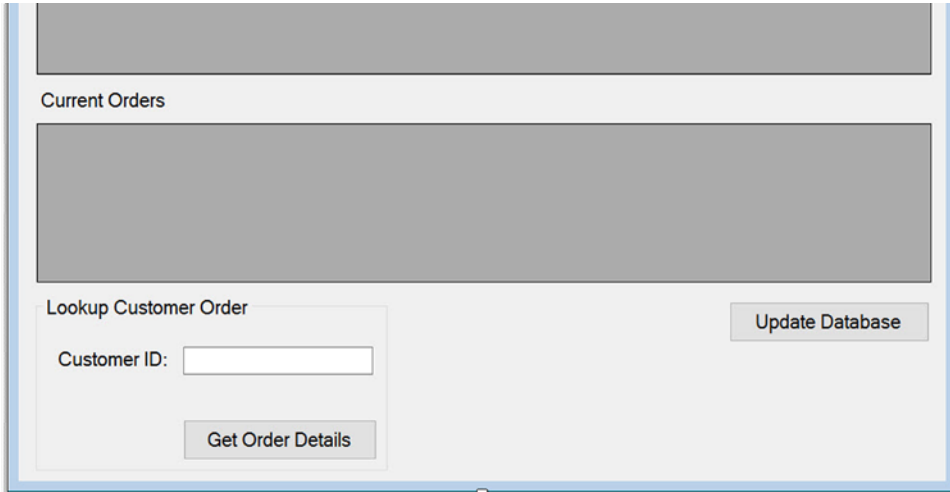 Current Orders
Lookup Customer Order
Update Database
Customer ID:
Get Order Details